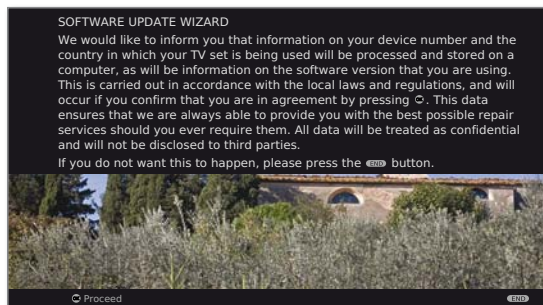 SOFTWARE UPDATE WIZARD
We would like to inform you that information on your device number and the
country in which your TV set is being used will be processed and stored on a
computer, as will be information on the software version that you are using.
This is carried out in accordance with the local laws and regulations, and will
occur if you confirm that you are in agreement by pressing . This data
ensures that we are always able to provide you with the best possible repair
services should you ever require them. All data will be treated as confidential
and will not be disclosed to third parties.
If you do not want this to happen, please press the END button.
Proceed END